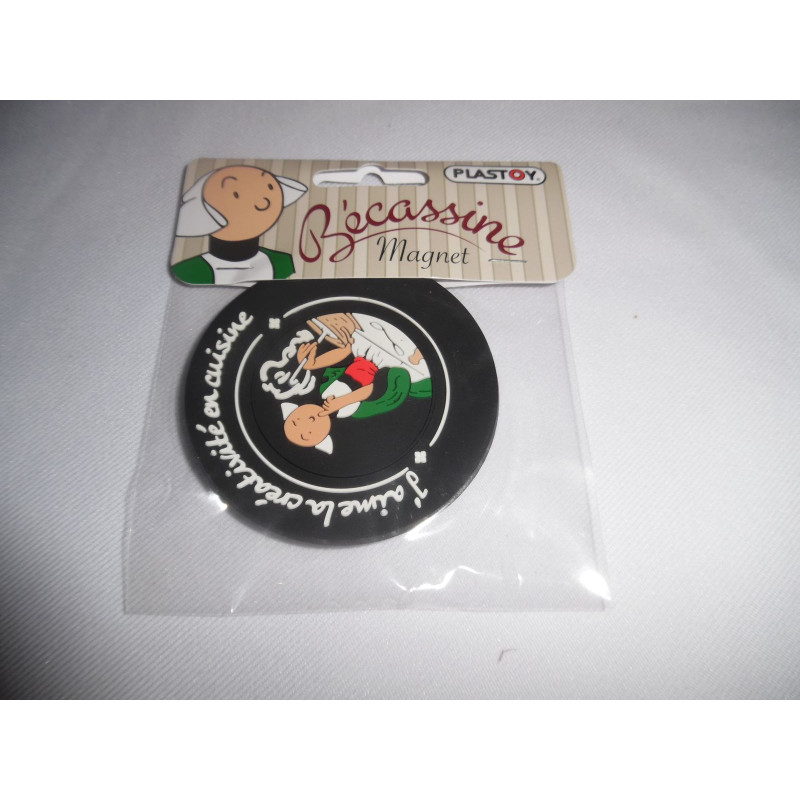 PLASTOY
Bécassine
Magnet
J'aime la créativité en cuisine